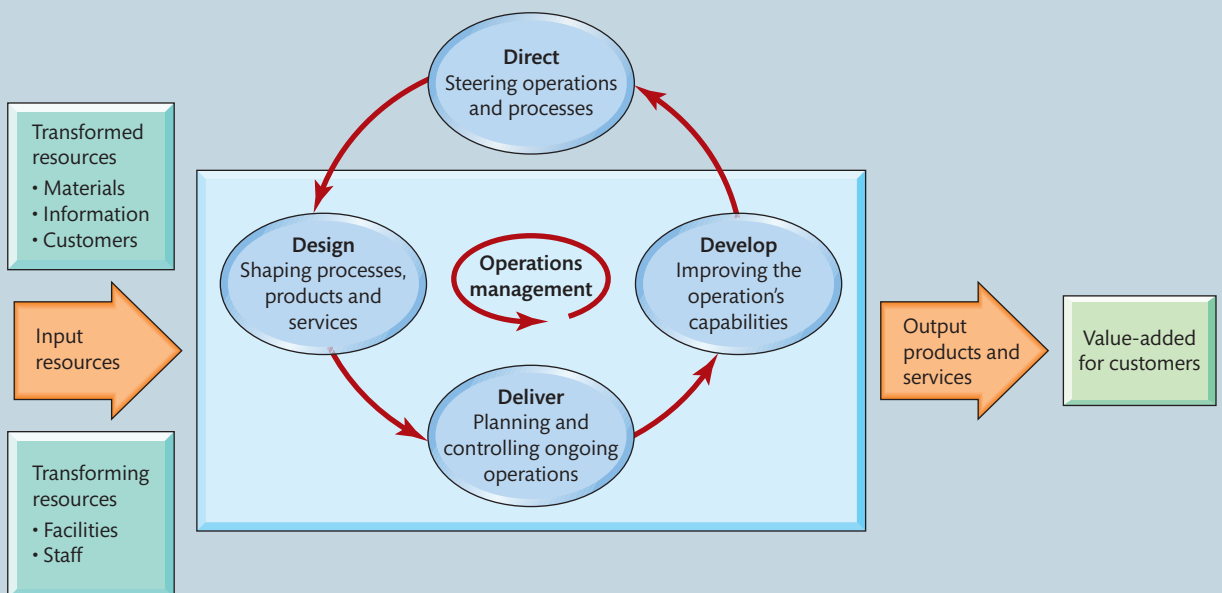 Transformed
resources
• Materials
• Information
• Customers
Input
resources
Transforming
resources
• Facilities
• Staff
Direct
Steering operations
and processes
Design
Shaping processes,
products and
services
Operations
management
Develop
Improving the
operation’s
capabilities
Deliver
Planning and
controlling ongoing
operations
Output
products and
services
Value-added
for customers